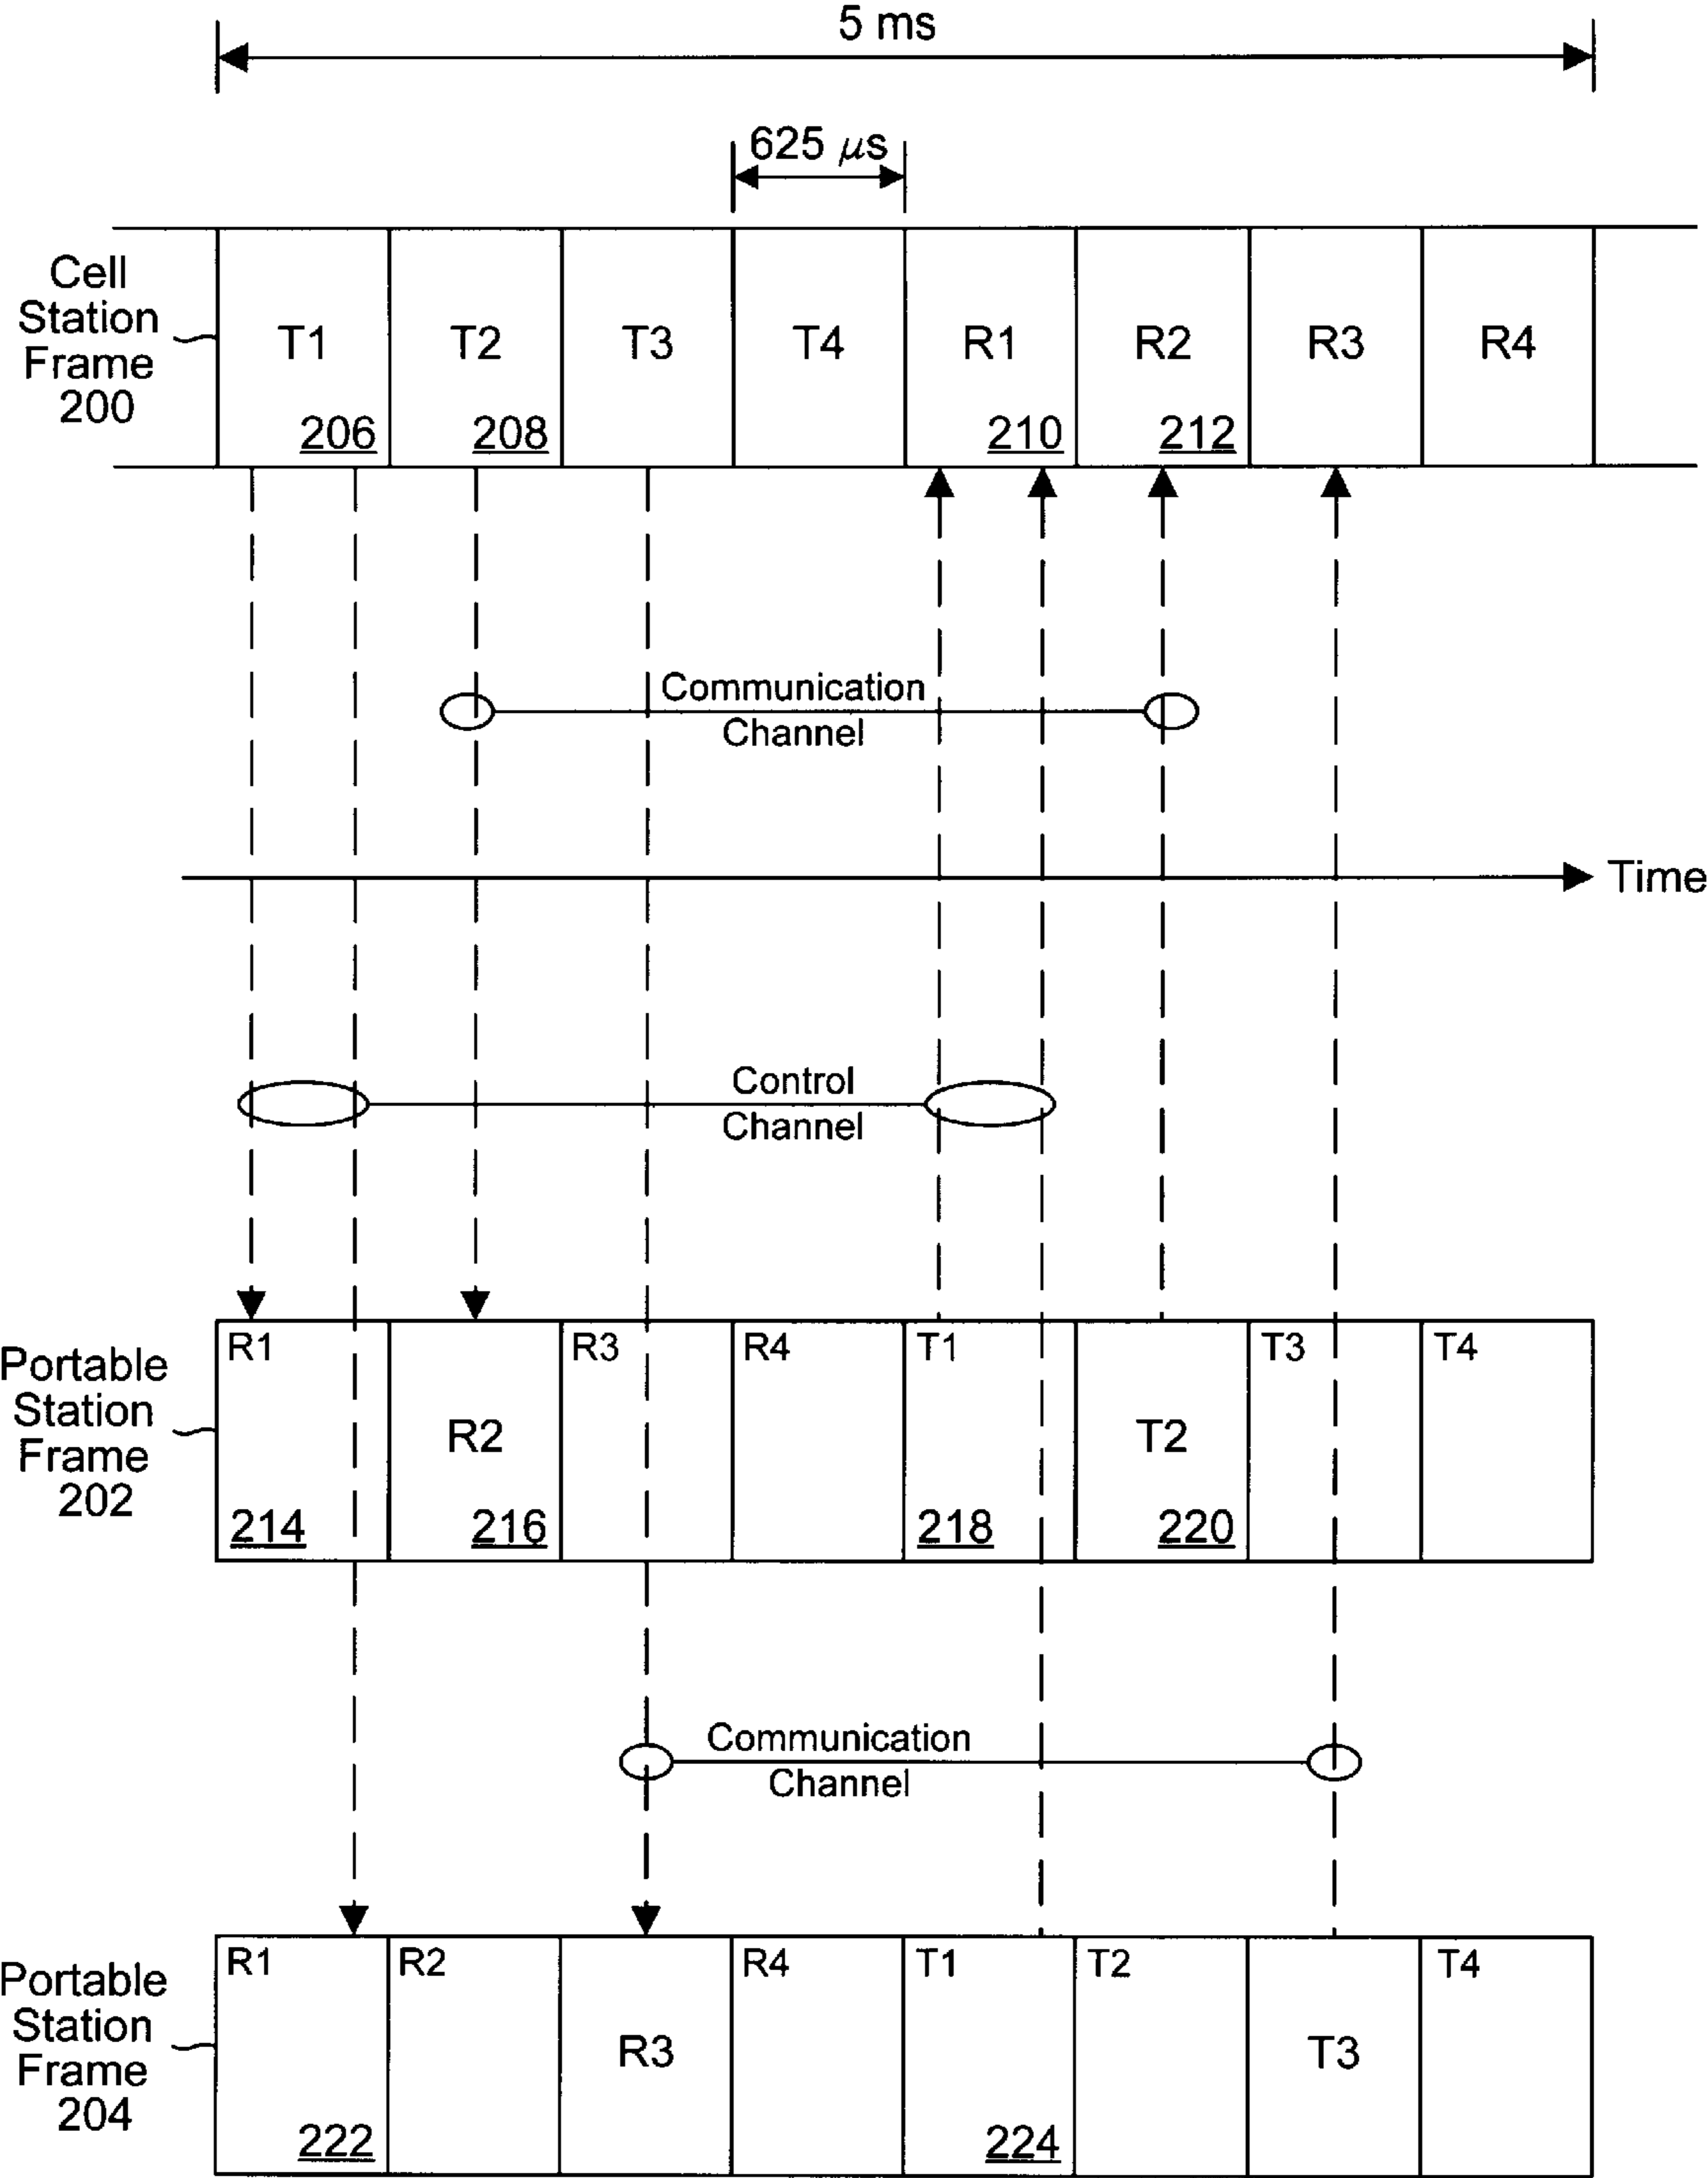 5 ms
625 μs
Cell
Station
Frame
200
T1
T2
T3
T4
R1
R2
R3
R4
206
208
210
212
Communication
Channel
Time
Control
Channel
Portable
Station
Frame
202
R1
R3
R4
T1
T3
T4
R2
T2
214
216
218
220
Communication
Channel
Portable
Station
Frame
204
R1
R2
R4
T1
T2
T4
R3
T3
222
224